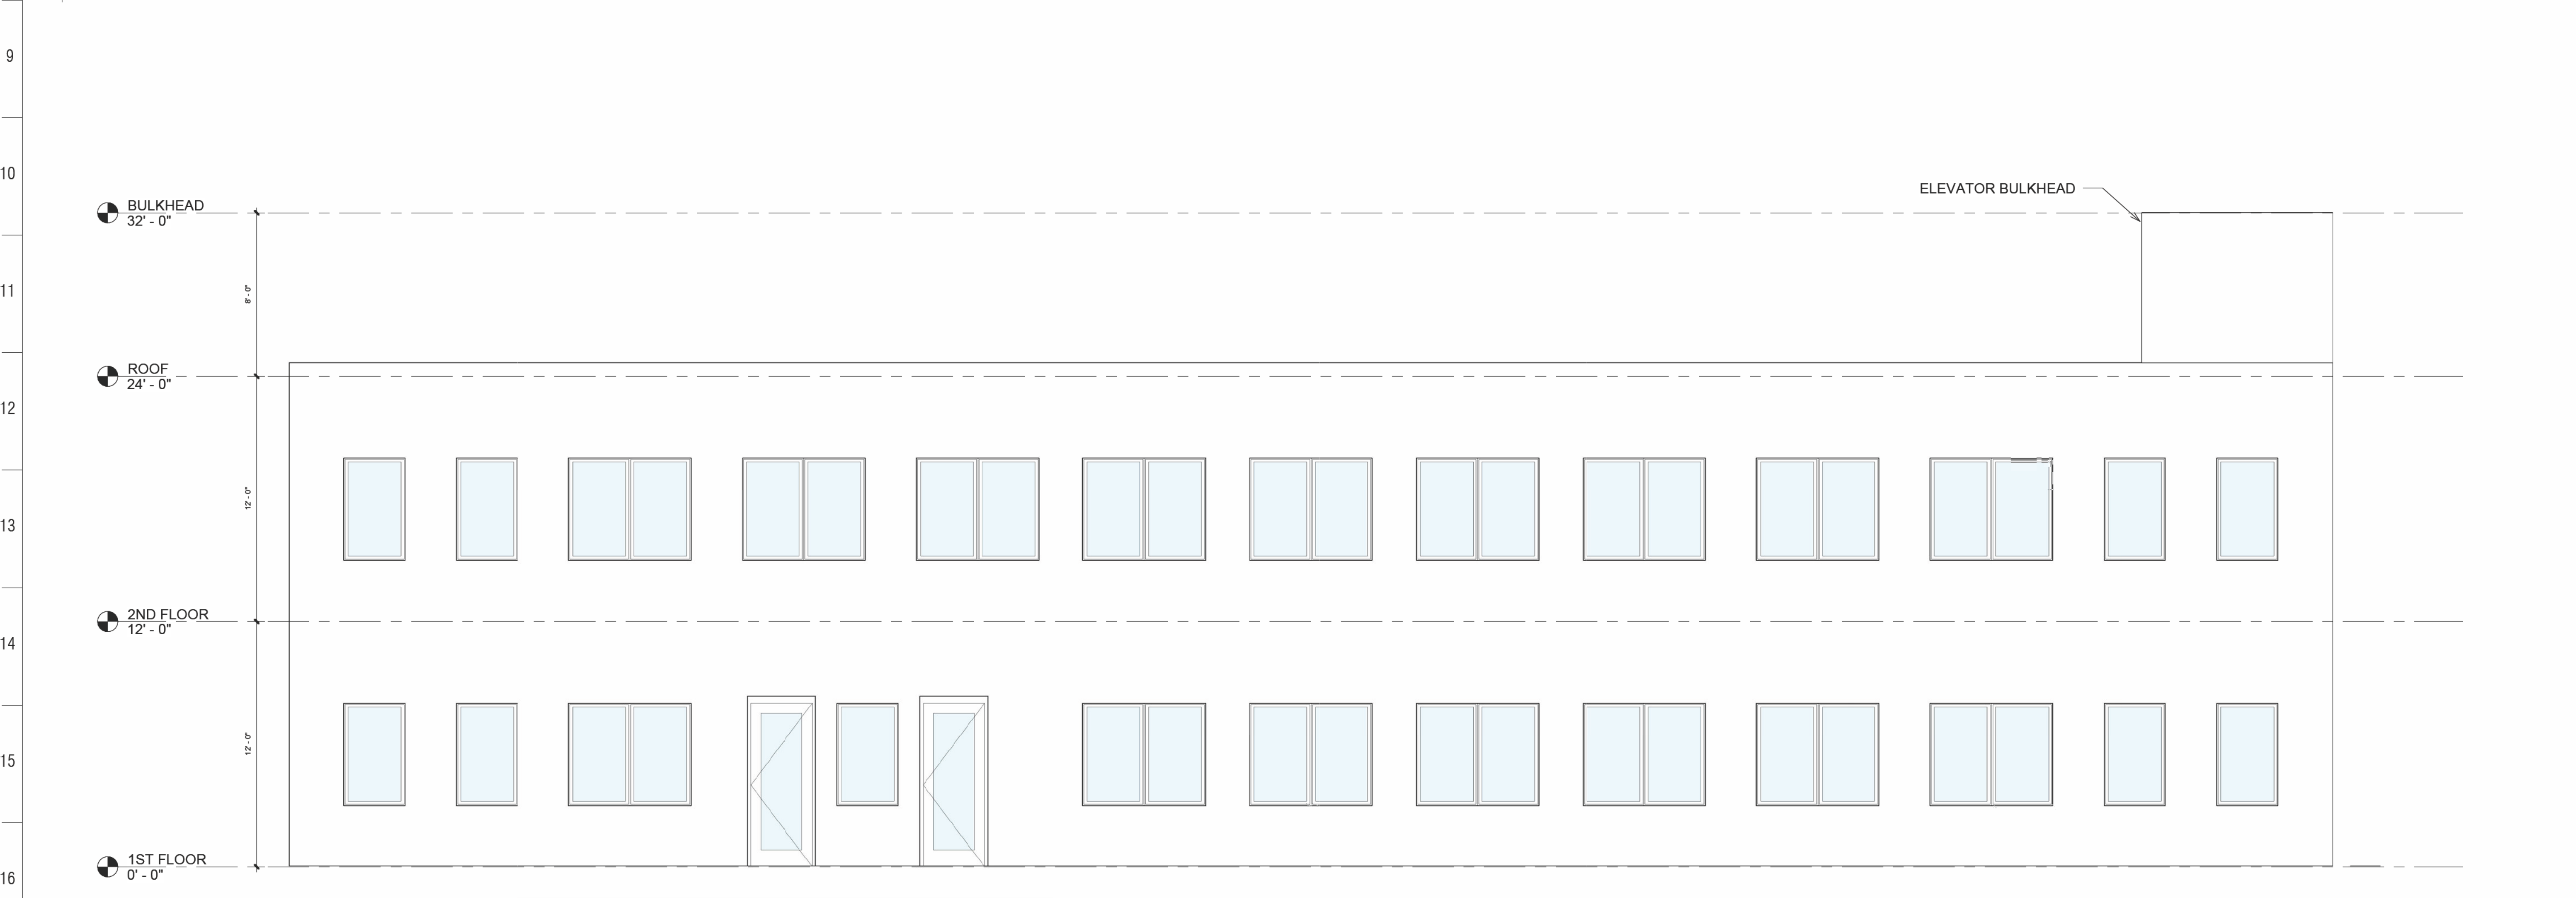 9
10
ELEVATOR BULKHEAD
BULKHEAD
32' - 0"
11
8' - 0"
ROOF
24' - 0"
12
12' - 0"
13
2ND FLOOR
12' - 0"
14
12' - 0"
15
1ST FLOOR
0' - 0"
16